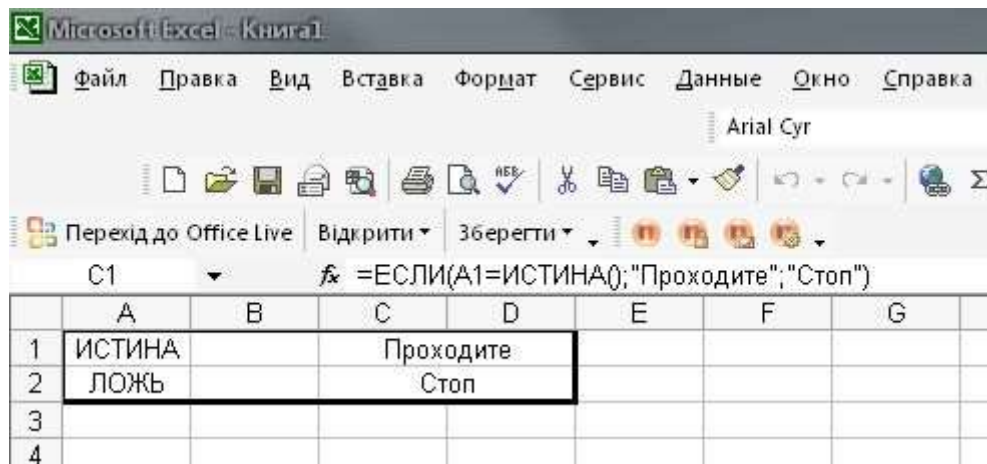 Microsoft Excel - Книга1
Файл Правка Вид Вставка Формат Сервис Данные Окно Справка
Arial Cyr
Перехід до Office Live Відкрити Зберегти
C1 fx =ЕСЛИ(A1=ИСТИНА();"Проходите";"Стоп")
A B C D E F G
1 ИСТИНА Проходите
2 ЛОЖЬ Стоп
3
4